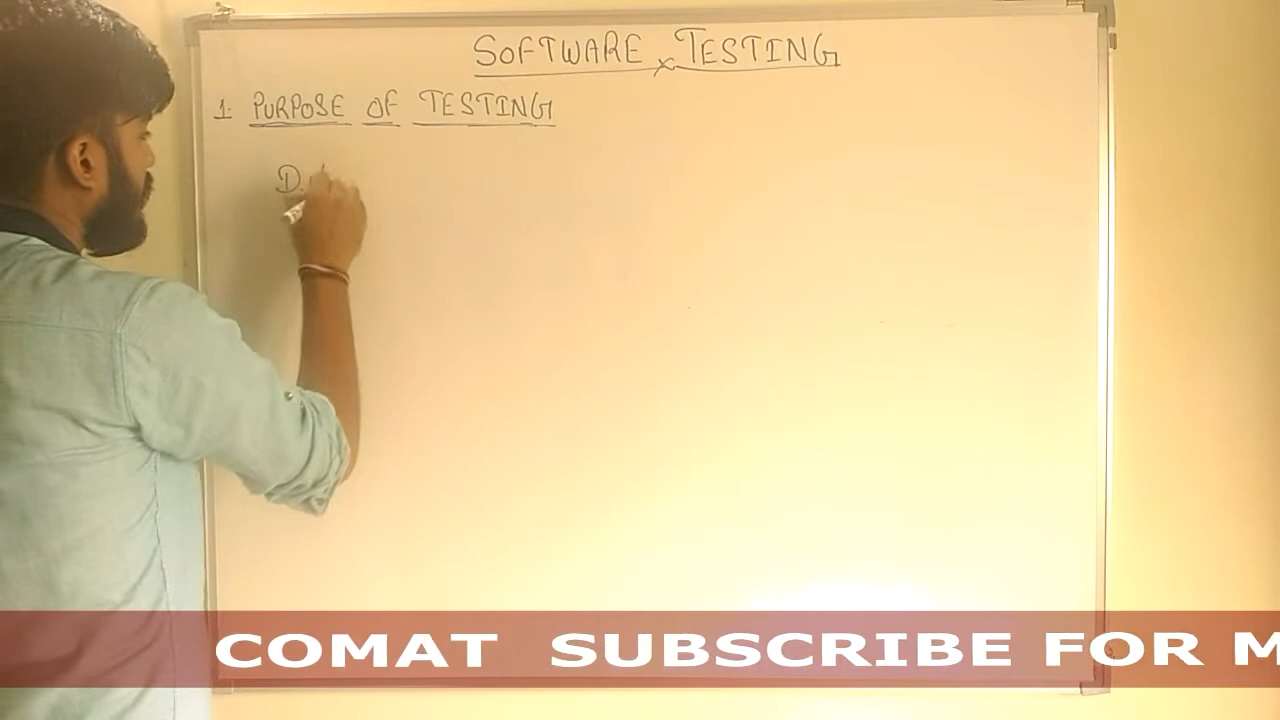 SOFTWARE TESTING
1. PURPOSE OF TESTING
D.
COMAT SUBSCRIBE FOR M